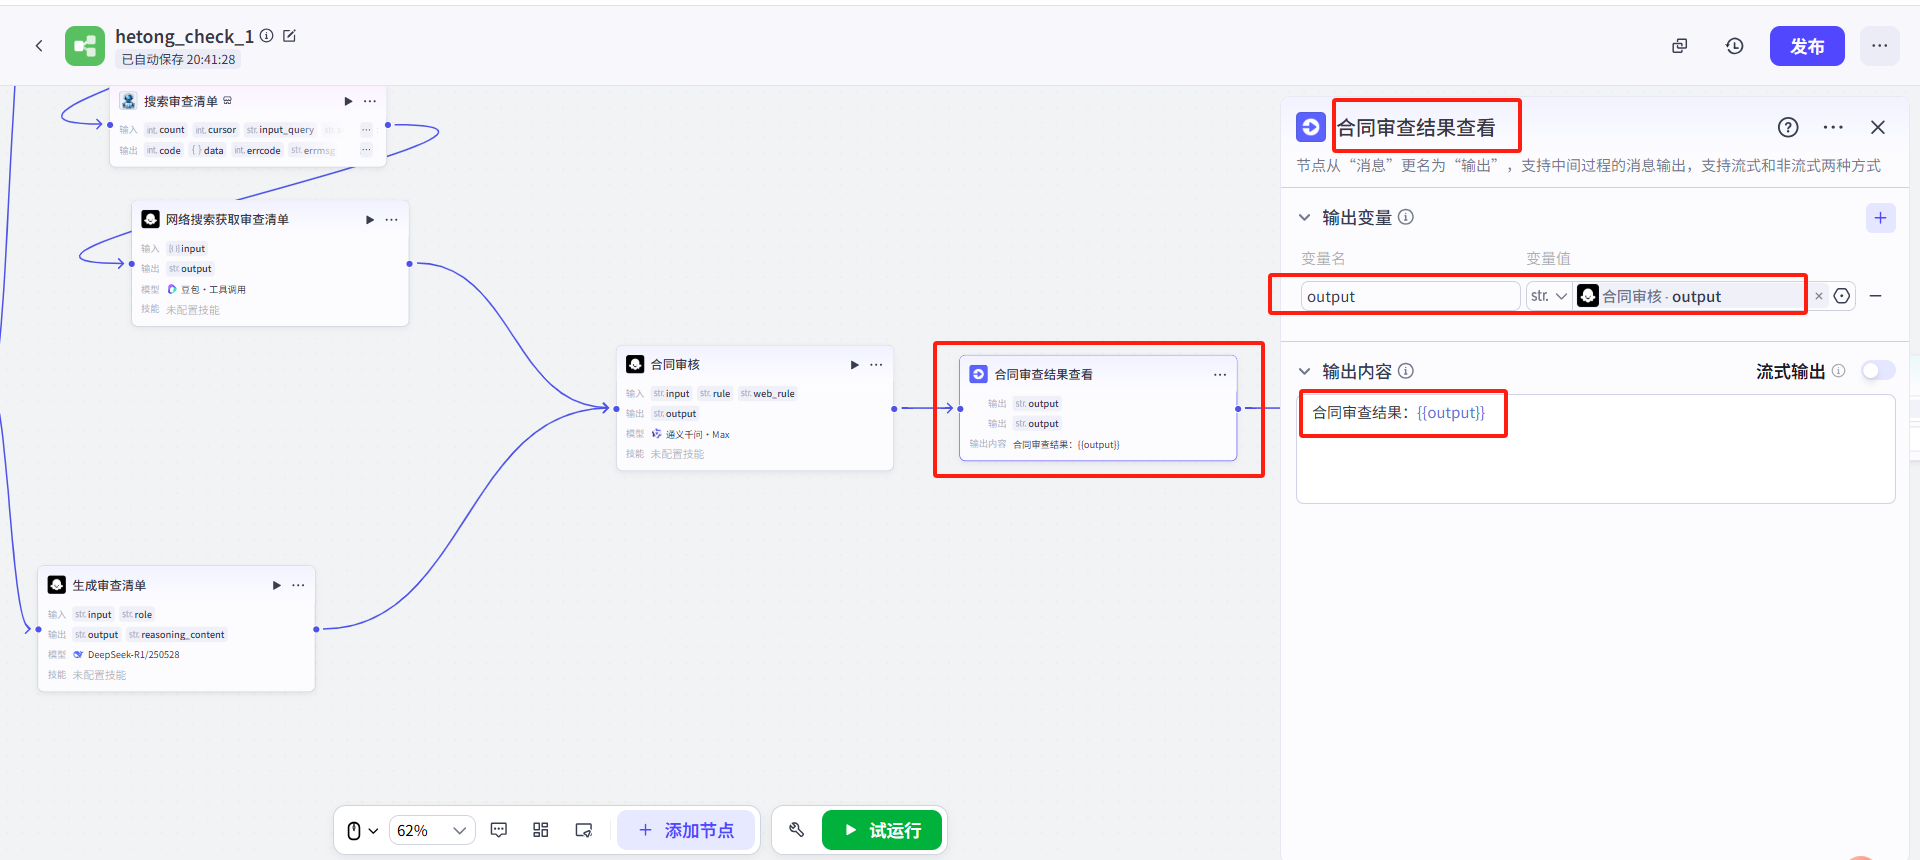 hetong_check_1
已自动保存 20:41:28
发布
搜索审查清单
输入 int. count int. cursor str. input_query
输出 int. code {} data int. errcode str. errmsg
网络搜索获取审查清单
输入 input
输出 str. output
模型 豆包·工具调用
技能 未配置技能
合同审核
输入 str. input str. rule str. web_rule
输出 str. output
模型 通义千问·Max
技能 未配置技能
合同审查结果查看
输出 str. output
输出 str. output
输出内容 合同审查结果：{{output}}
生成审查清单
输入 str. input str. role
输出 str. output str. reasoning_content
模型 DeepSeek-R1/250528
技能 未配置技能
合同审查结果查看
节点从“消息”更名为“输出”，支持中间过程的消息输出，支持流式和非流式两种方式
输出变量
变量名 变量值
output str. 合同审核 - output
输出内容 流式输出
合同审查结果：{{output}}
62% 添加节点 试运行